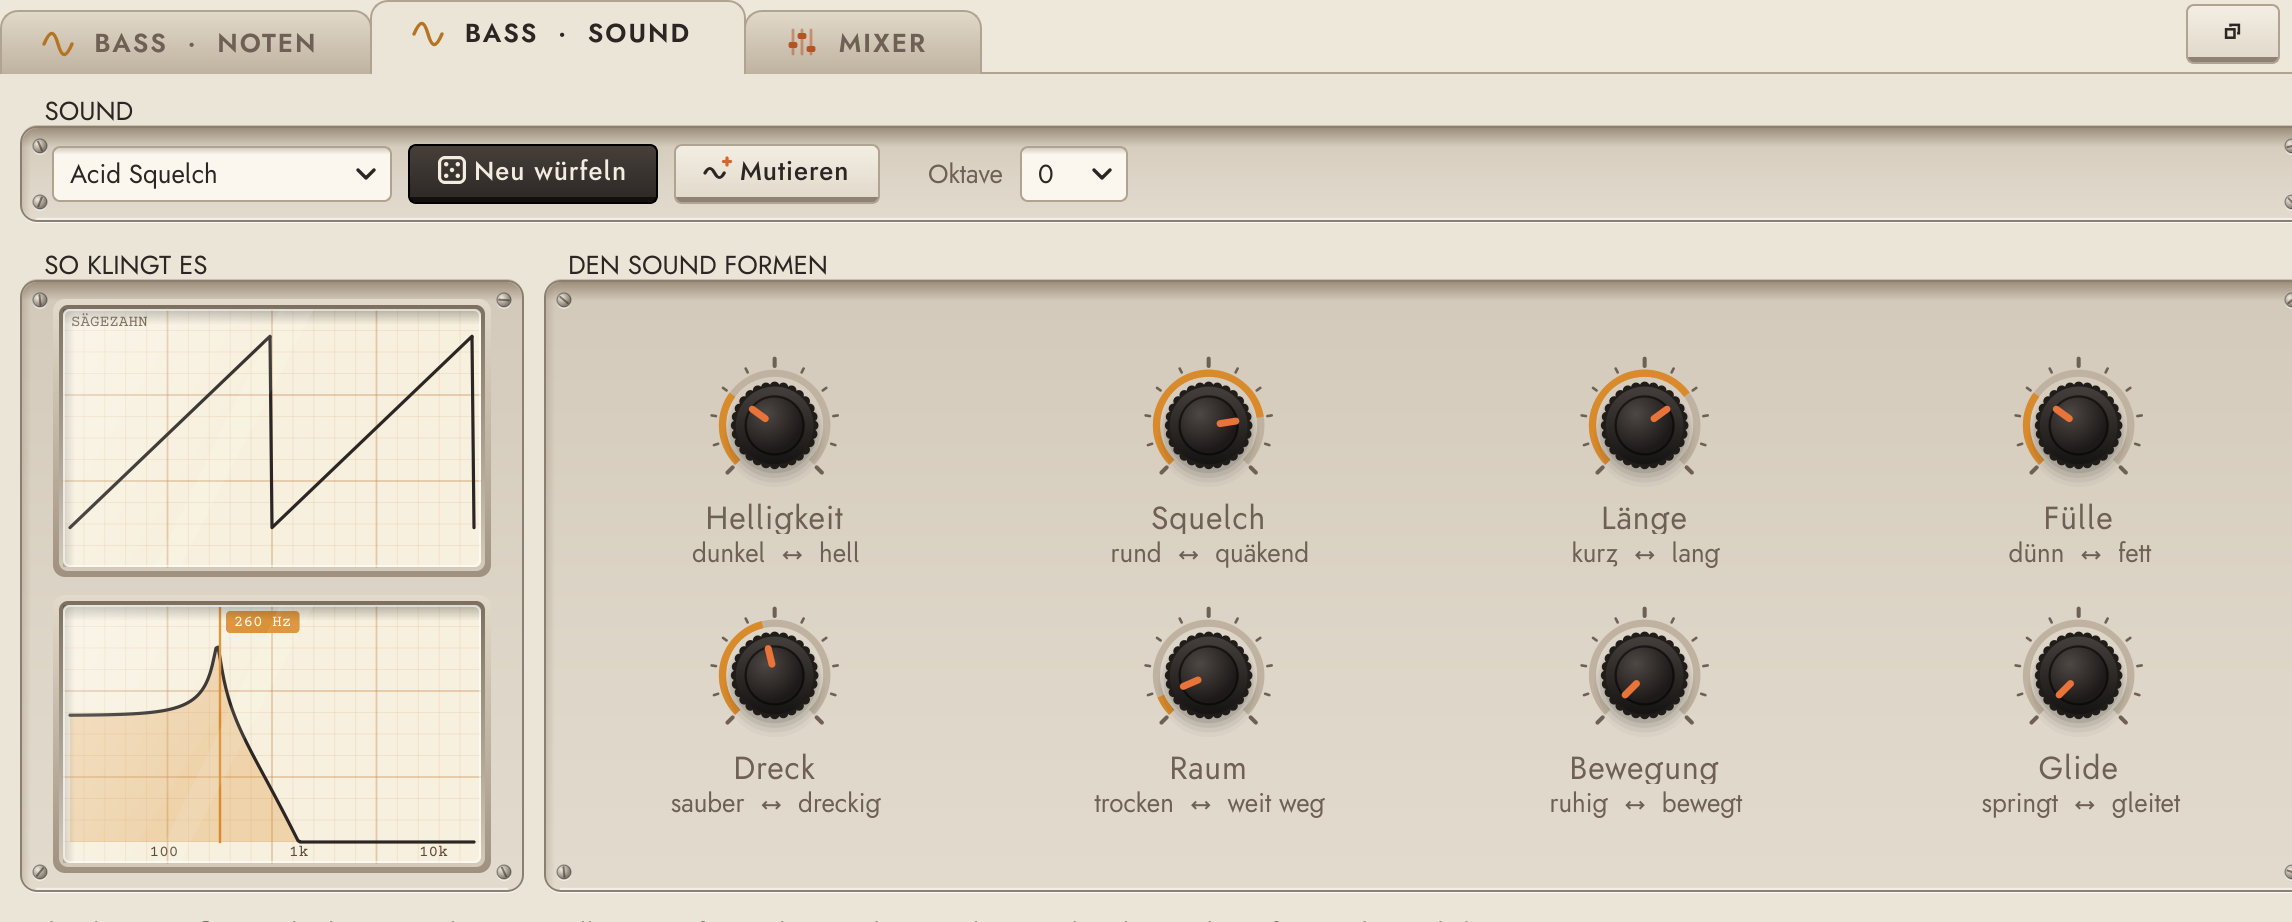 BASS · NOTEN
BASS · SOUND
MIXER
SOUND
Acid Squelch
Neu würfeln
Mutieren
Oktave
0
SO KLINGT ES
DEN SOUND FORMEN
SÄGEZAHN
260 Hz
100
1k
10k
Helligkeit
dunkel ↔ hell
Squelch
rund ↔ quäkend
Länge
kurz ↔ lang
Fülle
dünn ↔ fett
Dreck
sauber ↔ dreckig
Raum
trocken ↔ weit weg
Bewegung
ruhig ↔ bewegt
Glide
springt ↔ gleitet